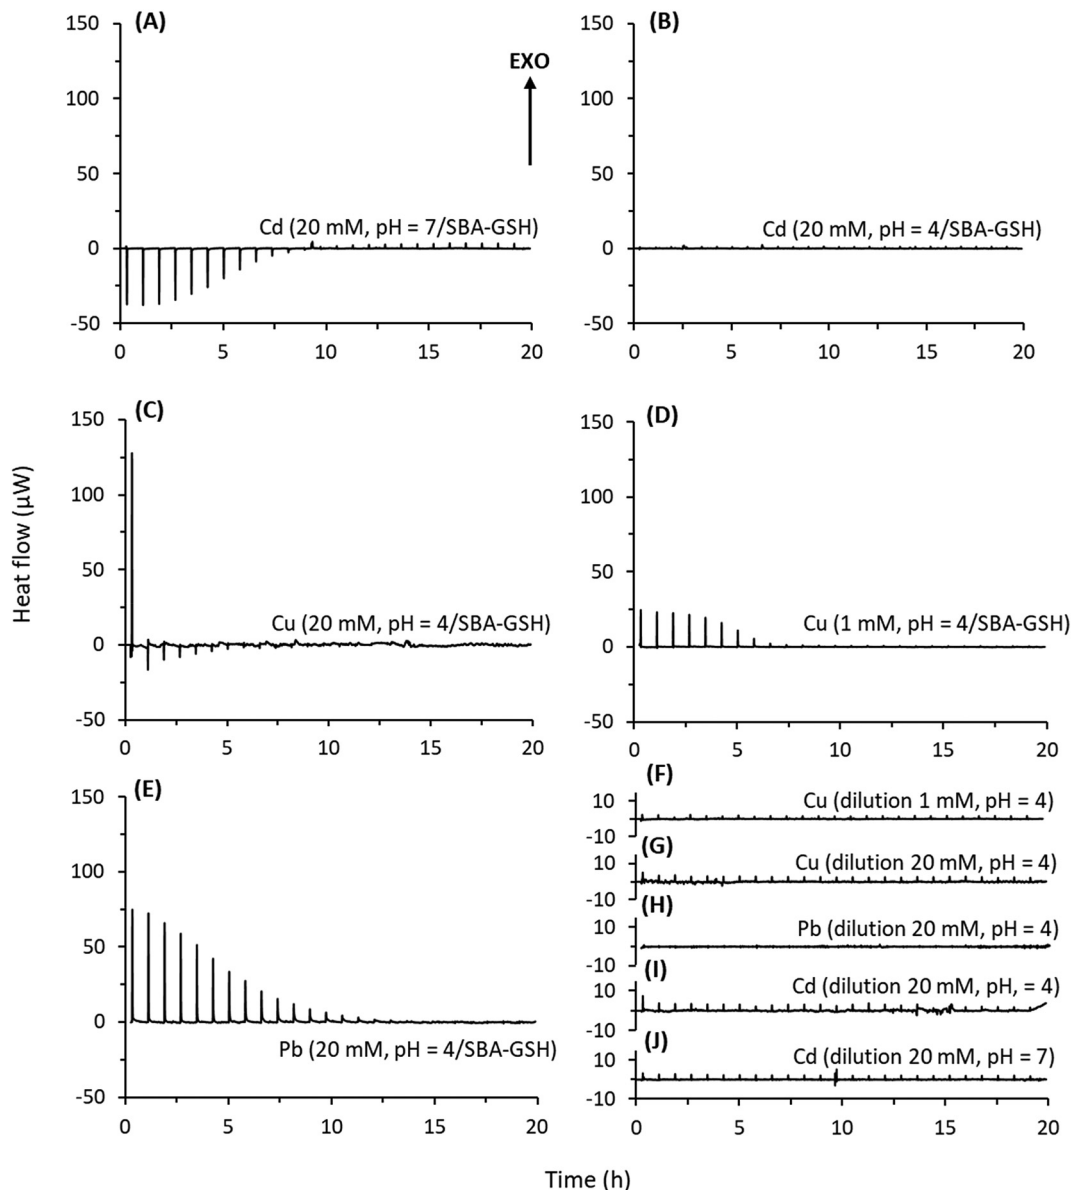 (A)
150
100
50
0
-50
EXO
Cd (20 mM, pH = 7/SBA-GSH)
0 5 10 15 20
(B)
150
100
50
0
-50
Cd (20 mM, pH = 4/SBA-GSH)
0 5 10 15 20
Heat flow (µW)
(C)
150
100
50
0
-50
Cu (20 mM, pH = 4/SBA-GSH)
0 5 10 15 20
(D)
150
100
50
0
-50
Cu (1 mM, pH = 4/SBA-GSH)
0 5 10 15 20
(E)
150
100
50
0
-50
Pb (20 mM, pH = 4/SBA-GSH)
0 5 10 15 20
(F)
10
-10
Cu (dilution 1 mM, pH = 4)
(G)
10
-10
Cu (dilution 20 mM, pH = 4)
(H)
10
-10
Pb (dilution 20 mM, pH = 4)
(I)
10
-10
Cd (dilution 20 mM, pH, = 4)
(J)
10
-10
Cd (dilution 20 mM, pH = 7)
0 5 10 15 20
Time (h)